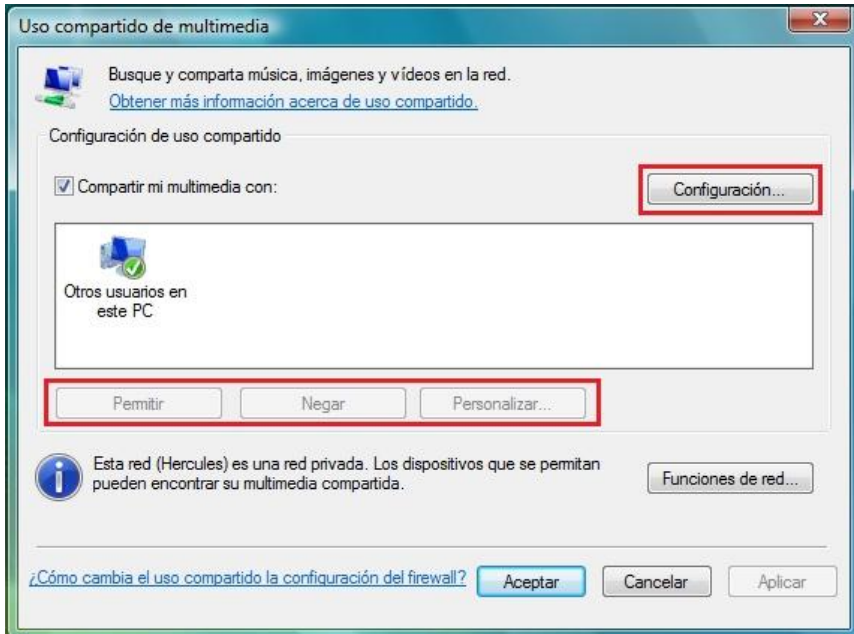 Uso compartido de multimedia
Busque y comparta música, imágenes y vídeos en la red.
Obtener más información acerca de uso compartido.
Configuración de uso compartido
Compartir mi multimedia con:
Configuración...
Otros usuarios en
este PC
Permitir
Negar
Personalizar...
Esta red (Hercules) es una red privada. Los dispositivos que se permitan
pueden encontrar su multimedia compartida.
Funciones de red...
¿Cómo cambia el uso compartido la configuración del firewall?
Aceptar
Cancelar
Aplicar